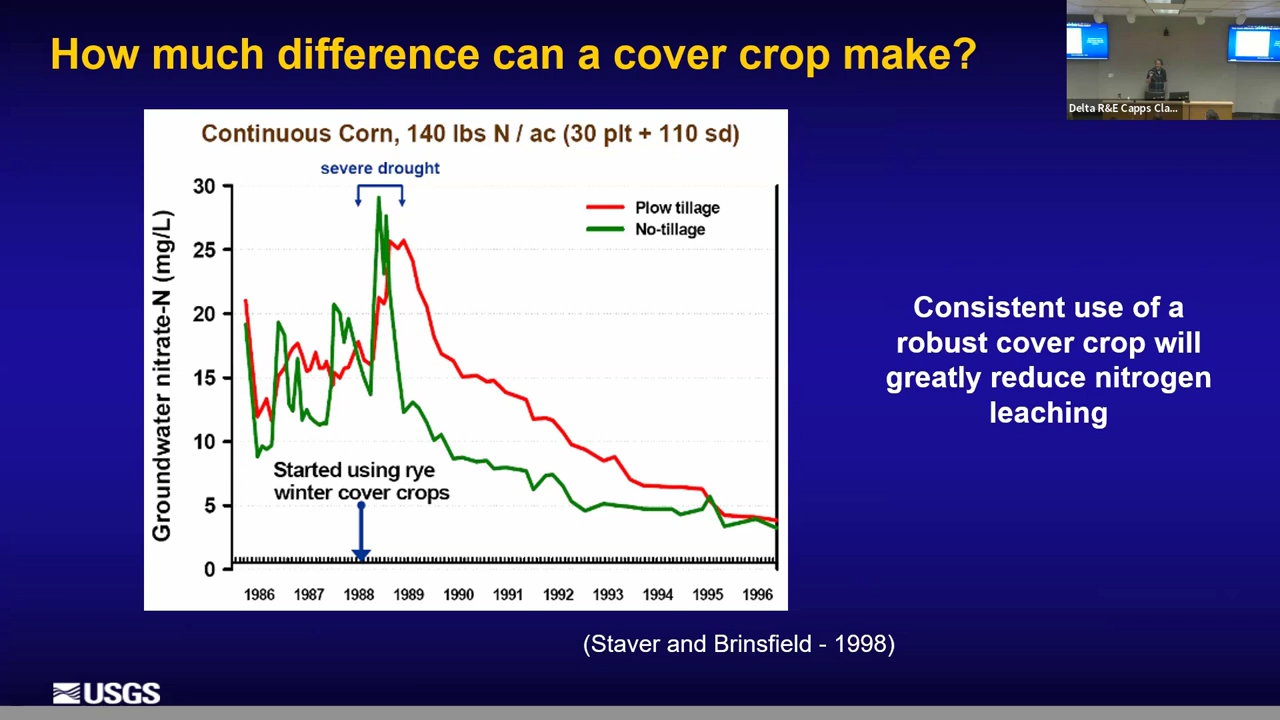 How much difference can a cover crop make?
Delta R&E Capps Cla...
Continuous Corn, 140 lbs N / ac (30 plt + 110 sd)
severe drought
Plow tillage
No-tillage
Groundwater nitrate-N (mg/L)
30
25
20
15
10
5
0
Started using rye
winter cover crops
1986 1987 1988 1989 1990 1991 1992 1993 1994 1995 1996
Consistent use of a
robust cover crop will
greatly reduce nitrogen
leaching
(Staver and Brinsfield - 1998)
USGS